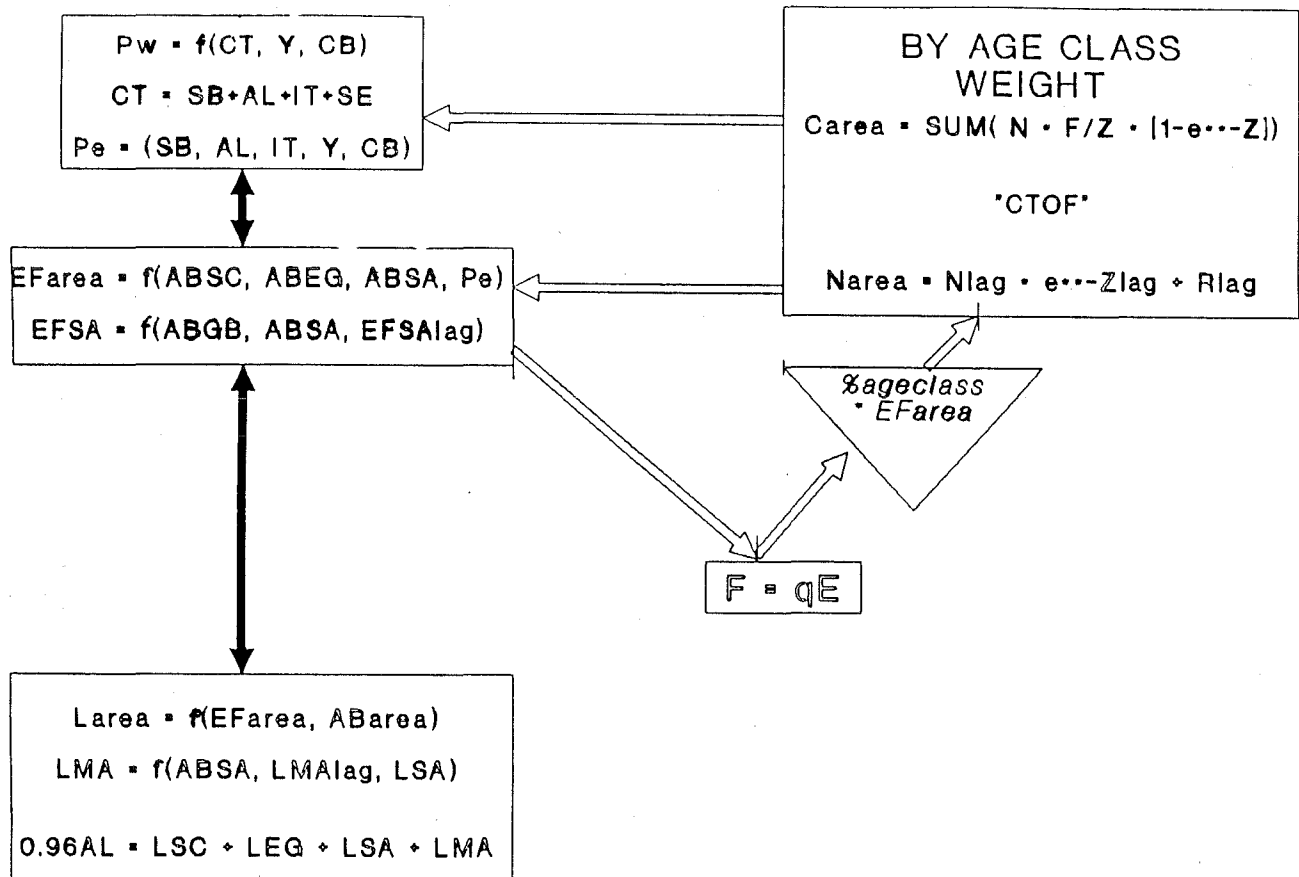 Pw = f(CT, Y, CB)
CT = SB+AL+IT+SE
Pe = (SB, AL, IT, Y, CB)
BY AGE CLASS
WEIGHT
Carea = SUM( N * F/Z * [1-e***-Z])
"CTOF"
Narea = Nlag * e***-Zlag + Rlag
EFarea = f(ABSC, ABEG, ABSA, Pe)
EFSA = f(ABGB, ABSA, EFSAlag)
%ageclass
* EFarea
F = qE
Larea = f(EFarea, ABarea)
LMA = f(ABSA, LMAlag, LSA)
0.96AL = LSC + LEG + LSA + LMA